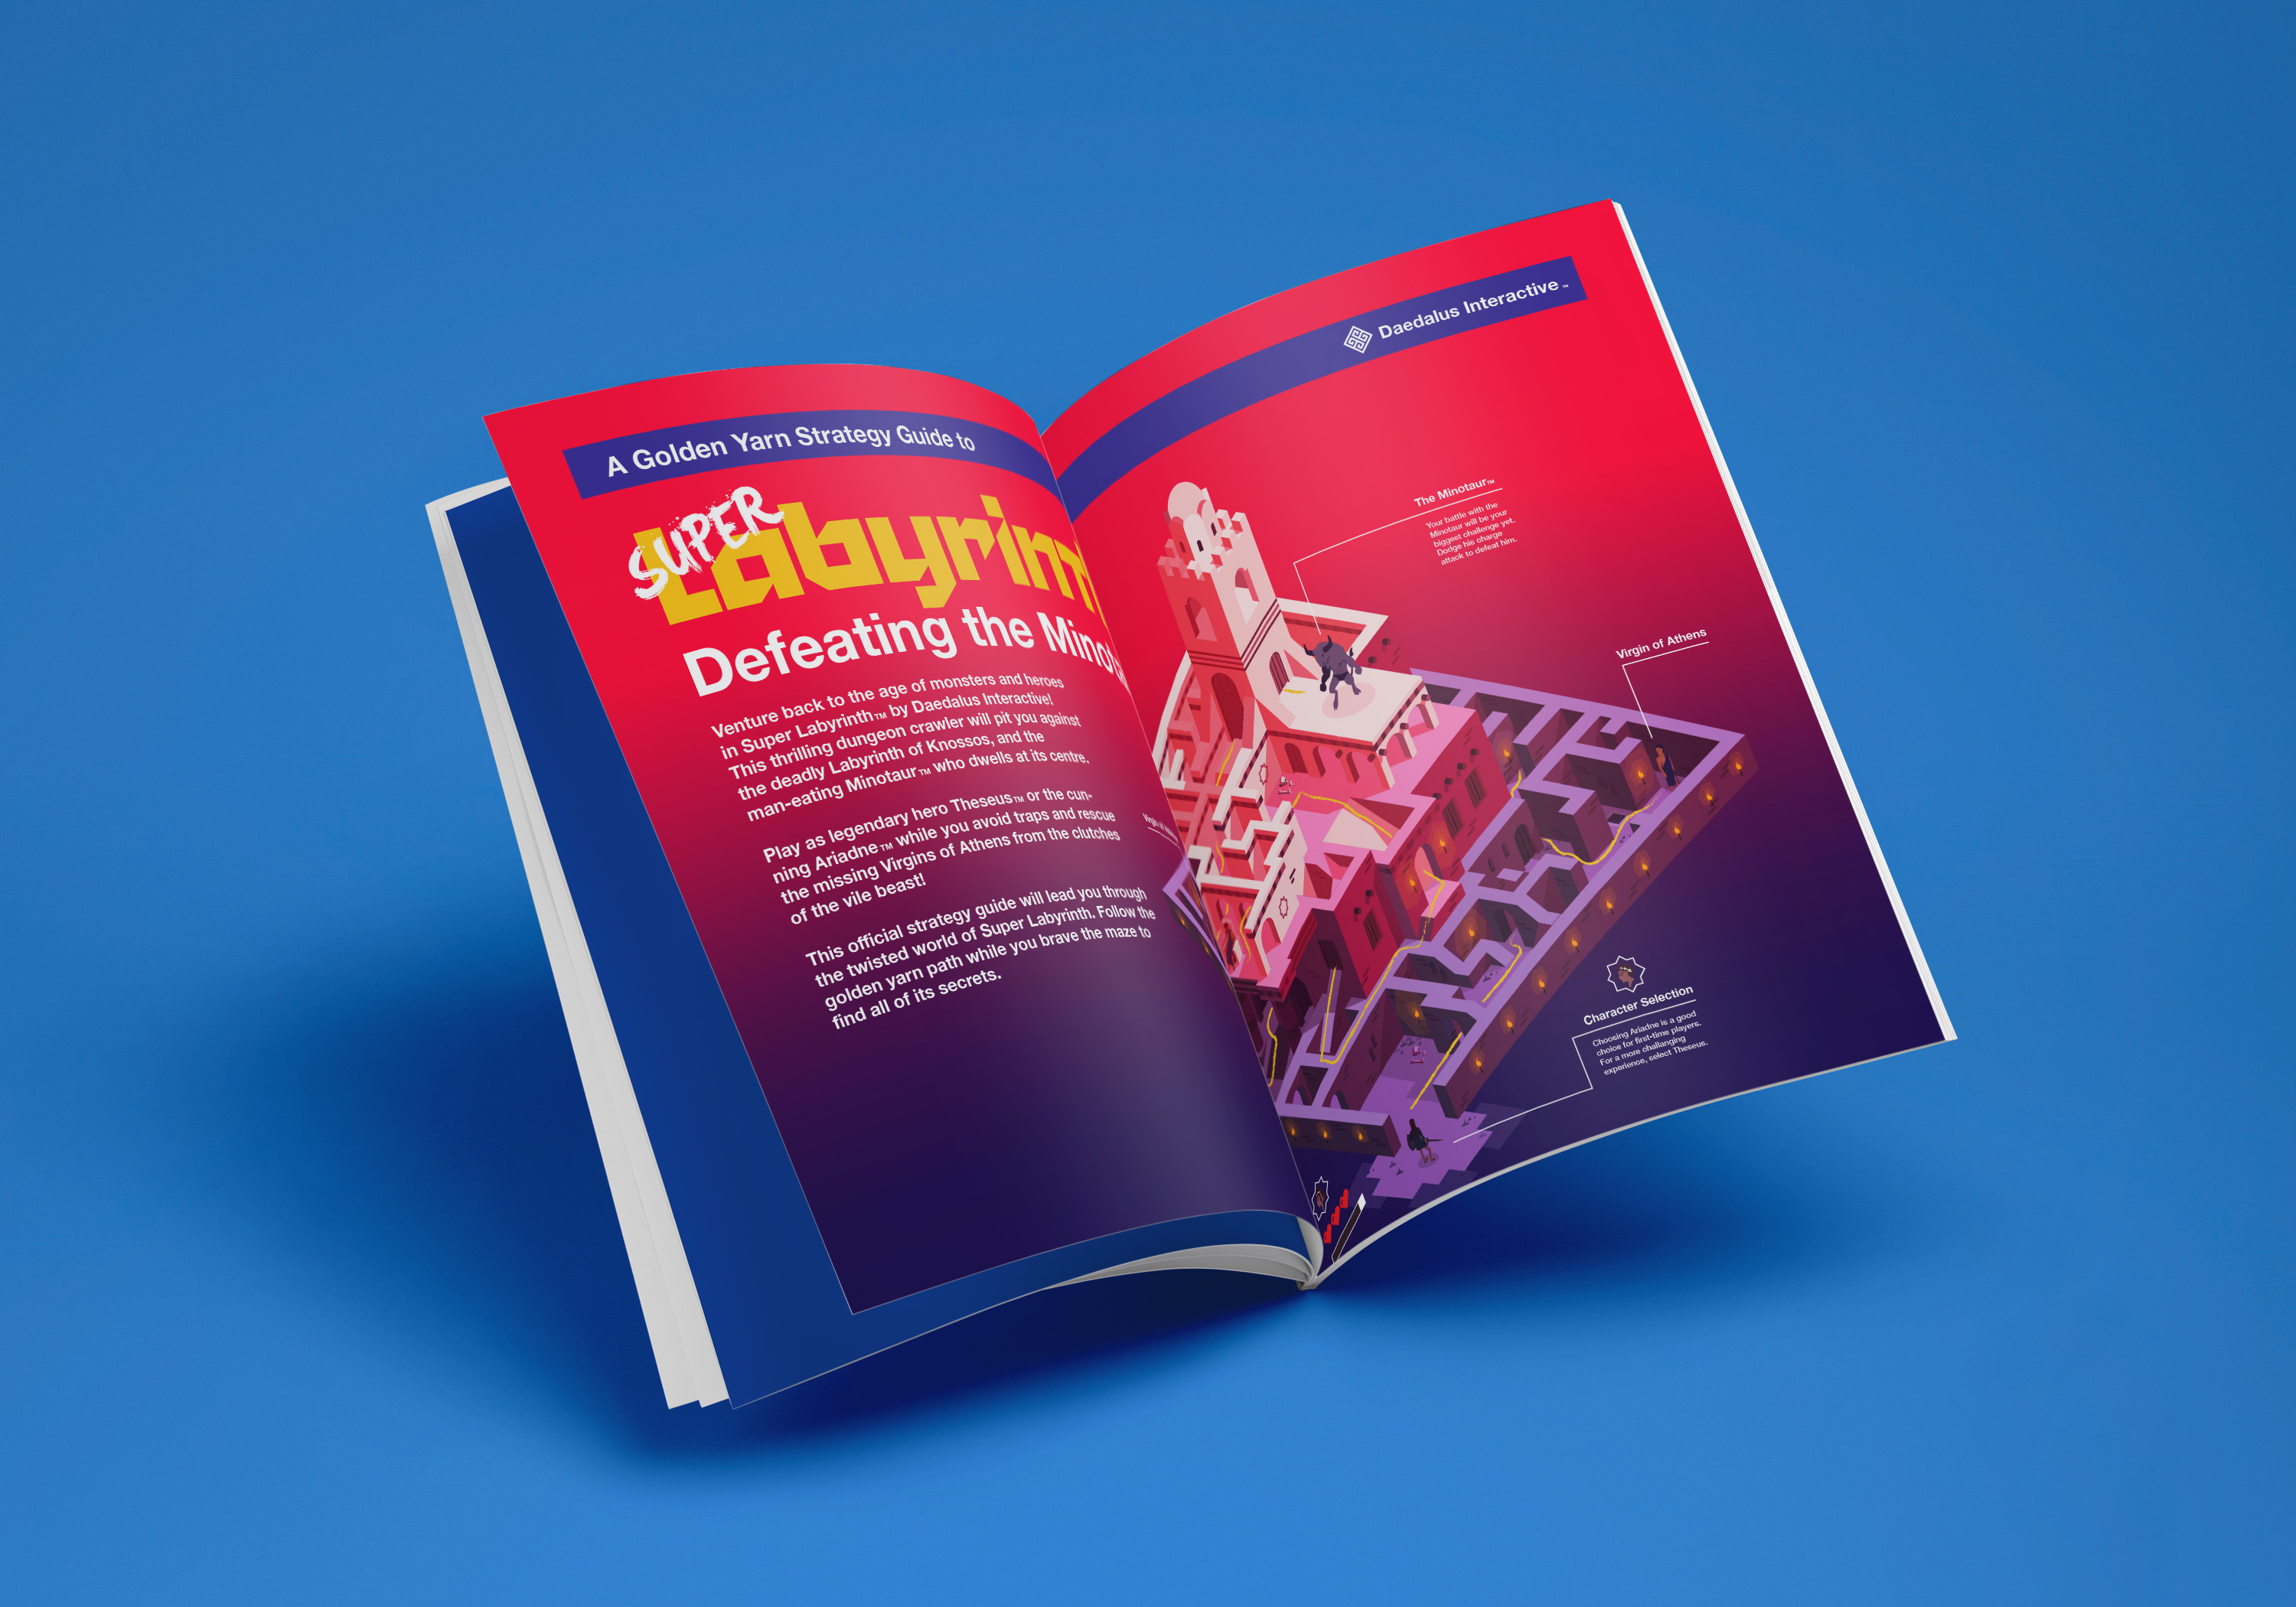 A Golden Yarn Strategy Guide to
SUPER
Labyrin
Defeating the Mino
Venture back to the age of monsters and heroes
in Super Labyrinth™ by Daedalus Interactive!
This thrilling dungeon crawler will pit you against
the deadly Labyrinth of Knossos, and the
man-eating Minotaur™ who dwells at its centre.
Play as legendary hero Theseus™ or the cun-
ning Ariadne™ while you avoid traps and rescue
the missing Virgins of Athens from the clutches
of the vile beast!
This official strategy guide will lead you through
the twisted world of Super Labyrinth. Follow the
golden yarn path while you brave the maze to
find all of its secrets.
Daedalus Interactive™
The Minotaur™
Your battle with the
Minotaur will be your
biggest challenge yet.
Dodge his charge
attack to defeat him.
Virgin of Athens
Virgin of
Character Selection
Choosing Ariadne is a good
choice for first-time players.
For a more challanging
experience, select Theseus.